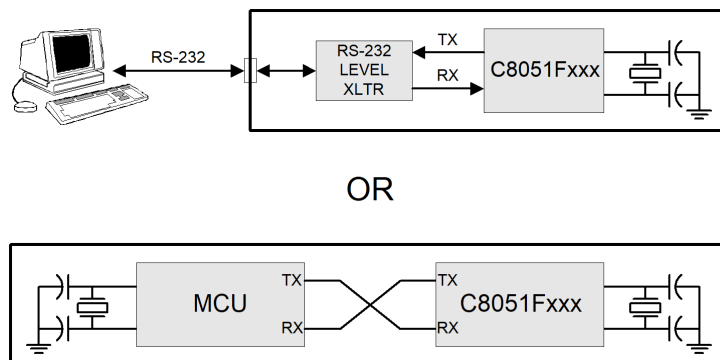 RS-232
RS-232
LEVEL
XLTR
TX
RX
C8051Fxxx
OR
MCU
TX
RX
TX
RX
C8051Fxxx